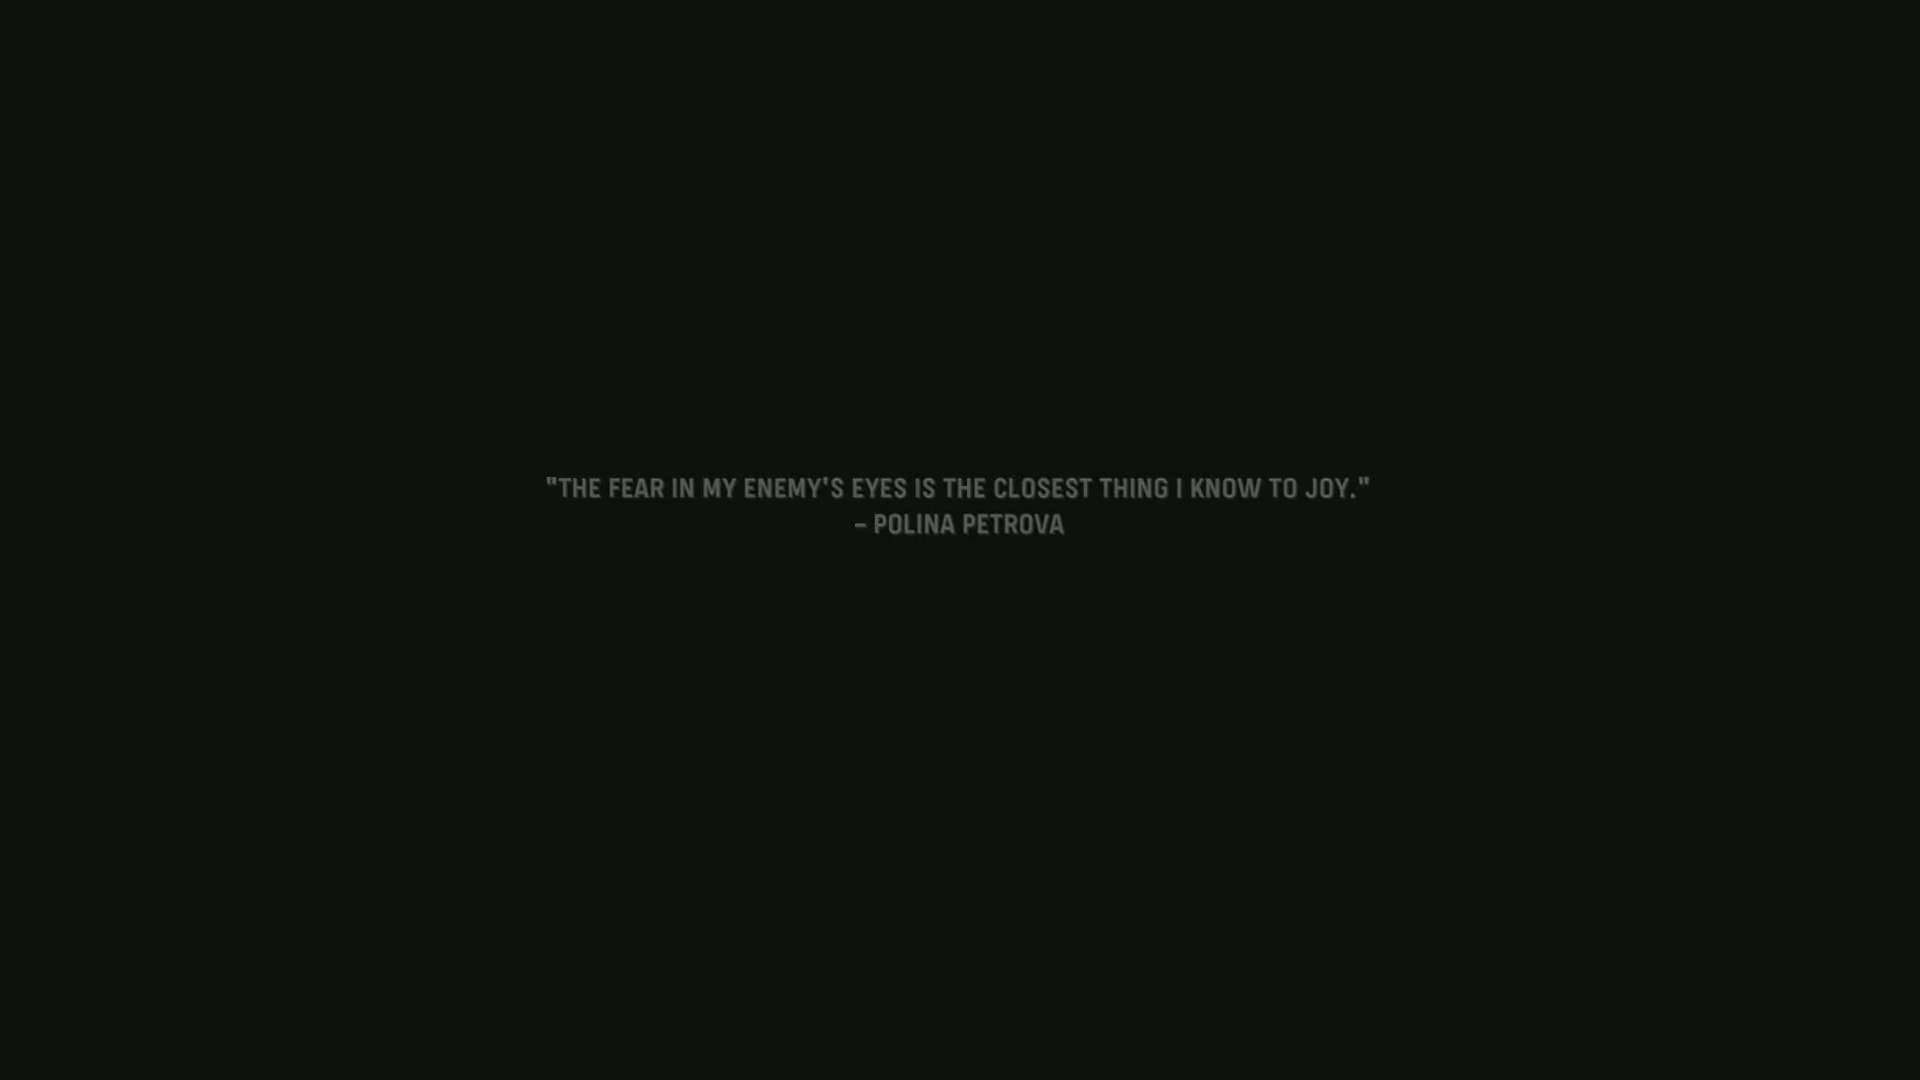 "THE FEAR IN MY ENEMY'S EYES IS THE CLOSEST THING I KNOW TO JOY."
– POLINA PETROVA